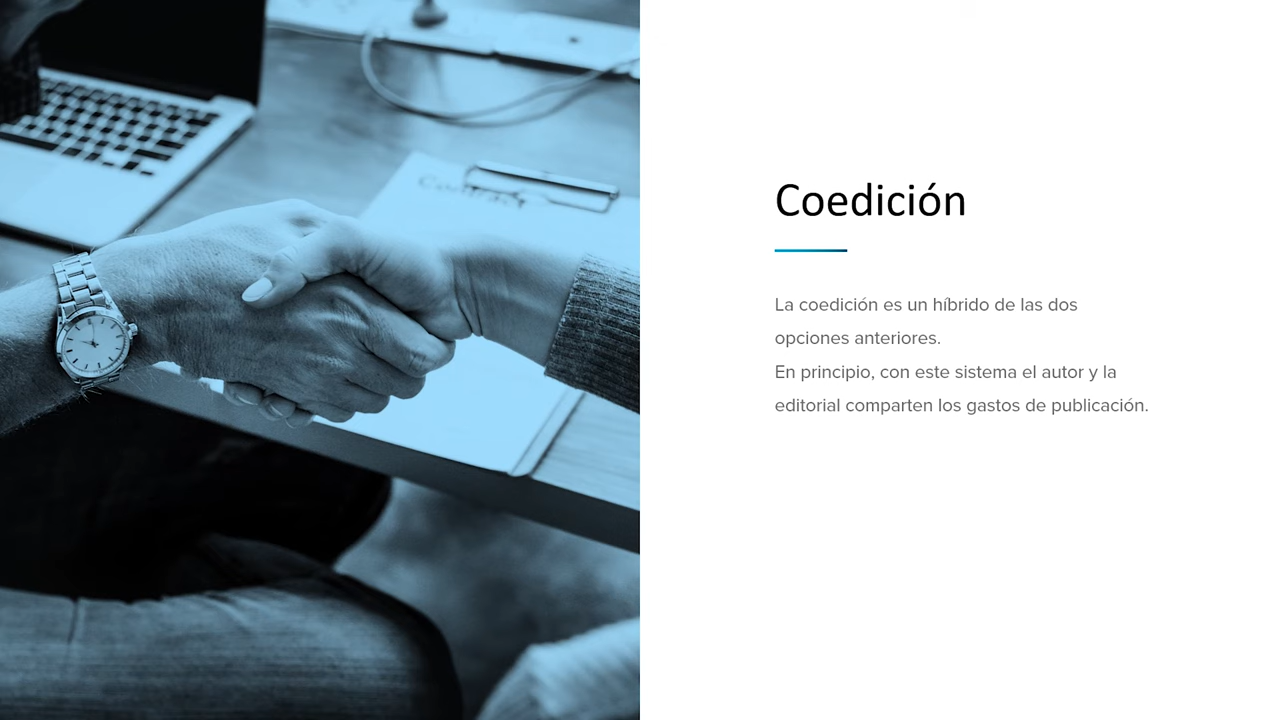 Contract
Coedición
La coedición es un híbrido de las dos
opciones anteriores.
En principio, con este sistema el autor y la
editorial comparten los gastos de publicación.